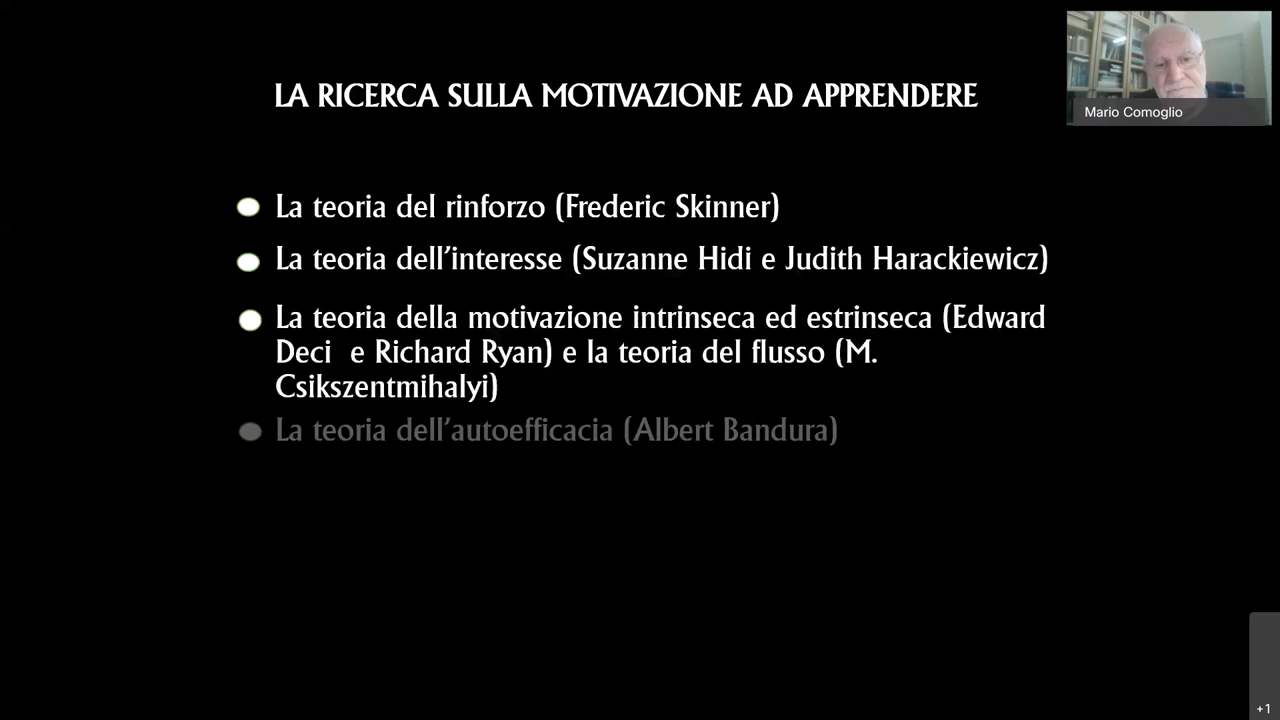 LA RICERCA SULLA MOTIVAZIONE AD APPRENDERE
Mario Comoglio
La teoria del rinforzo (Frederic Skinner)
La teoria dell'interesse (Suzanne Hidi e Judith Harackiewicz)
La teoria della motivazione intrinseca ed estrinseca (Edward
Deci e Richard Ryan) e la teoria del flusso (M.
Csikszentmihalyi)
La teoria dell'autoefficacia (Albert Bandura)
+1